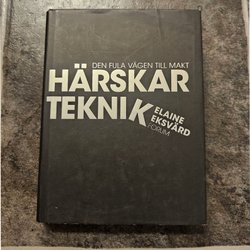 DEN FULA VÄGEN TILL MAKT
HÄRSKAR
TEKNIK
ELAINE
EKSVÄRD
FORUM